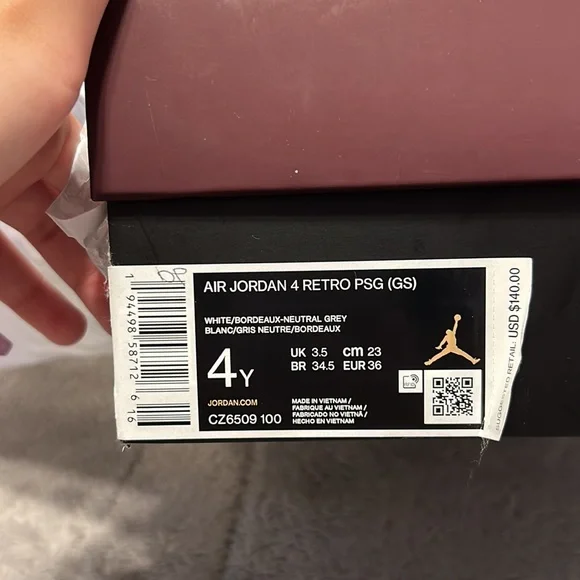 AIR JORDAN 4 RETRO PSG (GS)
WHITE/BORDEAUX-NEUTRAL GREY
BLANC/GRIS NEUTRE/BORDEAUX
4Y
UK 3.5 cm 23
BR 34.5 EUR 36
JORDAN.COM
CZ6509 100
MADE IN VIETNAM /
FABRIQUE AU VIETNAM /
FABRICADO NO VIETNÃ /
HECHO EN VIETNAM
1 94498 58712 6 16
SUGGESTED RETAIL: USD $140.00